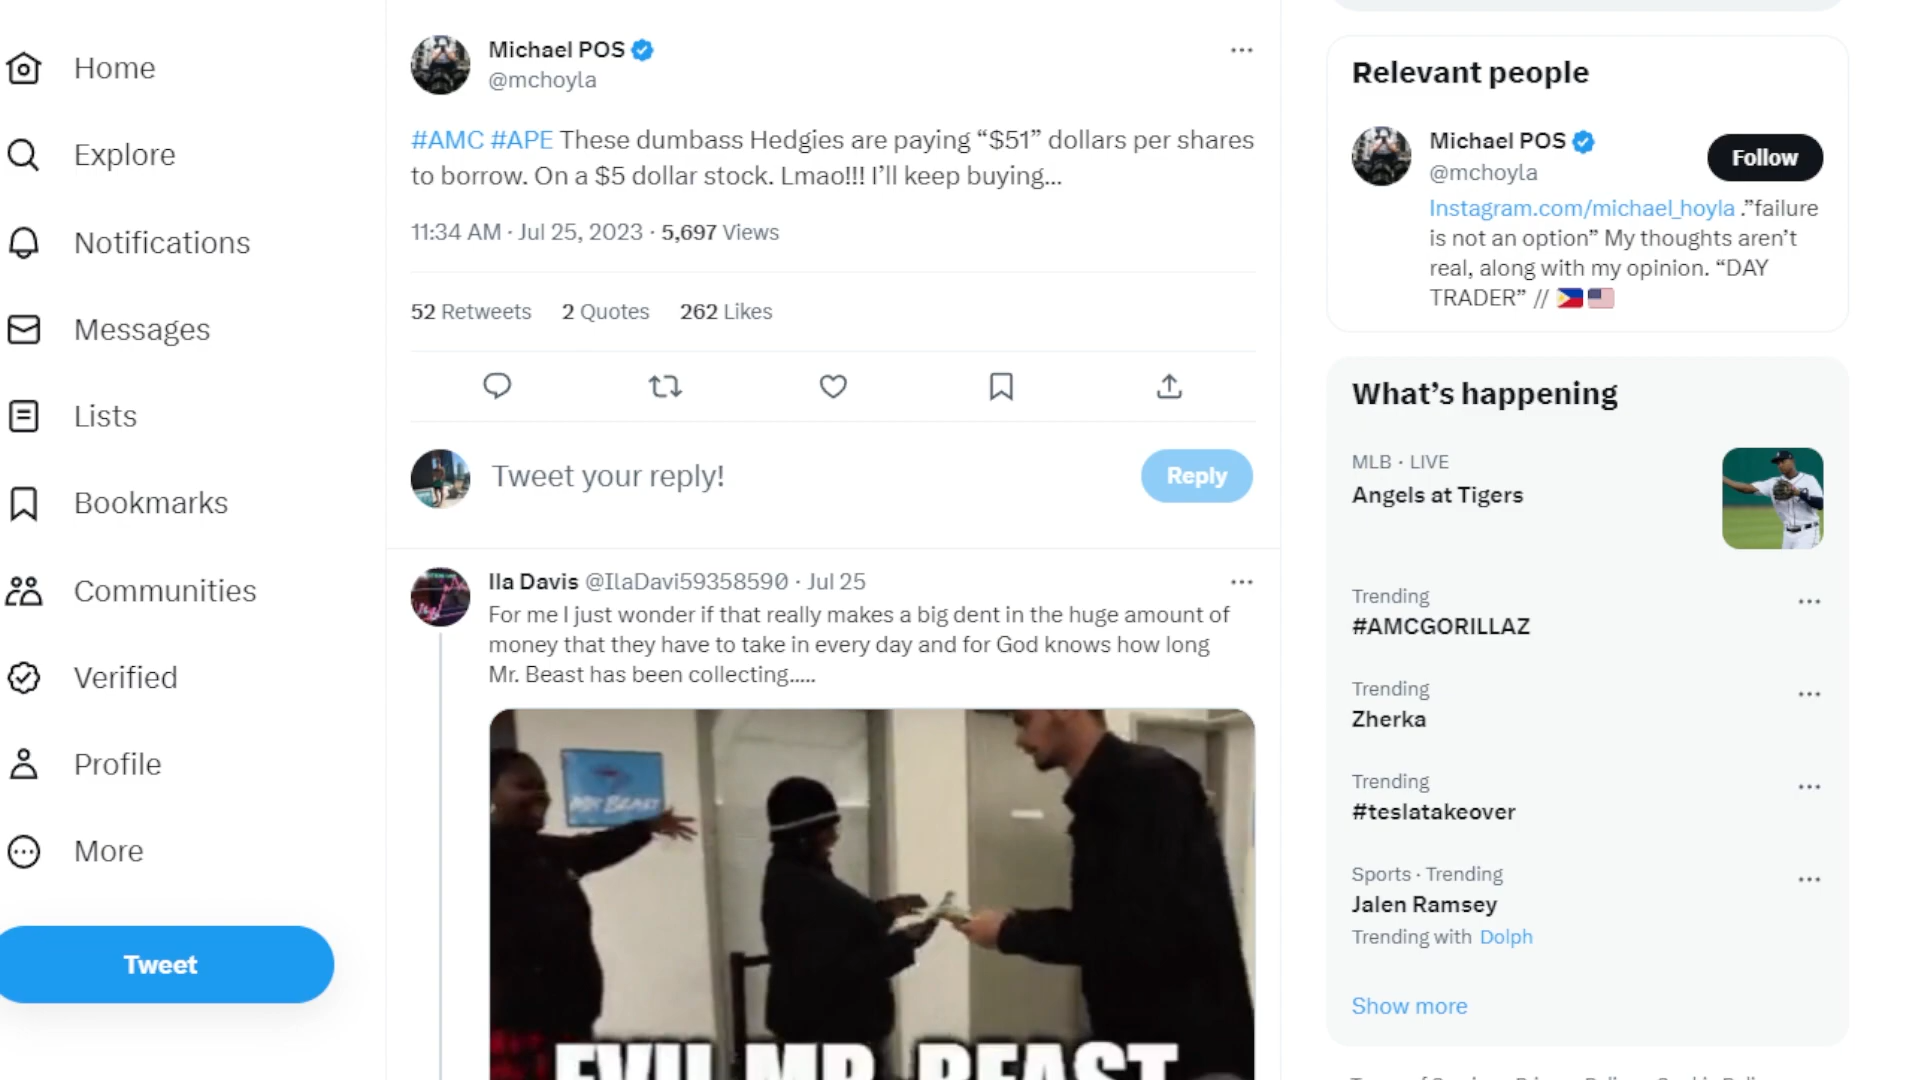 Home
Explore
Notifications
Messages
Lists
Bookmarks
Communities
Verified
Profile
More
Tweet
Michael POS
@mchoyla
#AMC #APE These dumbass Hedgies are paying “$51” dollars per shares
to borrow. On a $5 dollar stock. Lmao!!! I’ll keep buying...
11:34 AM · Jul 25, 2023 · 5,697 Views
52 Retweets 2 Quotes 262 Likes
Tweet your reply!
Reply
Ila Davis @IlaDavi59358590 · Jul 25
For me I just wonder if that really makes a big dent in the huge amount of
money that they have to take in every day and for God knows how long
Mr. Beast has been collecting.....
MR BEAST
EVIL MR. BEAST
Relevant people
Michael POS
@mchoyla
Follow
Instagram.com/michael_hoyla .”failure
is not an option” My thoughts aren’t
real, along with my opinion. “DAY
TRADER” //
What’s happening
MLB · LIVE
Angels at Tigers
Trending
#AMCGORILLAZ
Trending
Zherka
Trending
#teslatakeover
Sports · Trending
Jalen Ramsey
Trending with Dolph
Show more